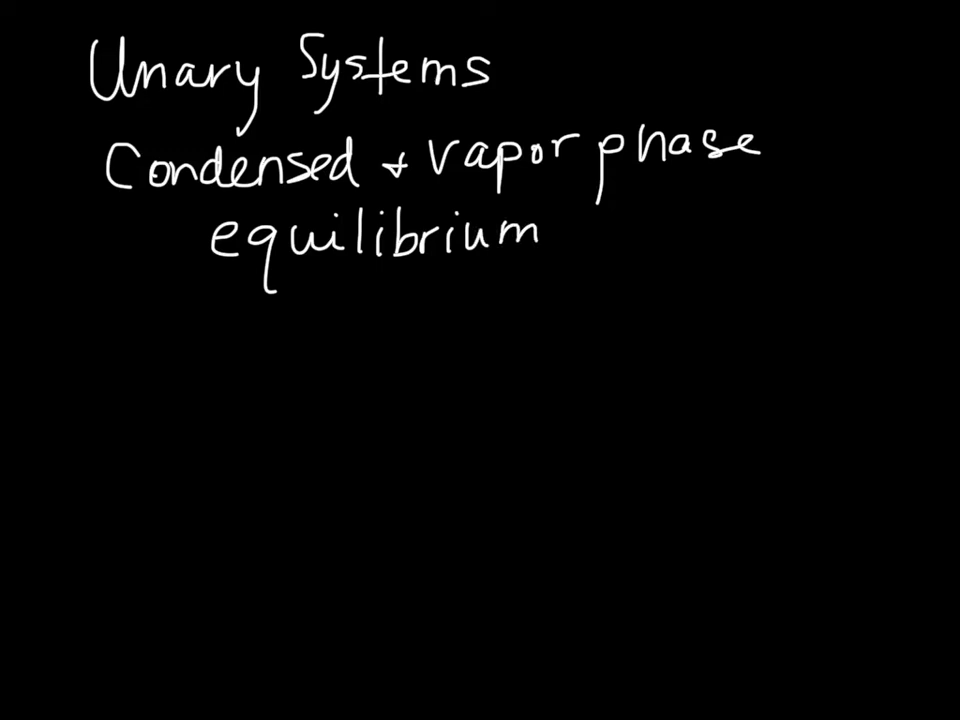 Unary Systems
Condensed + vapor phase
equilibrium